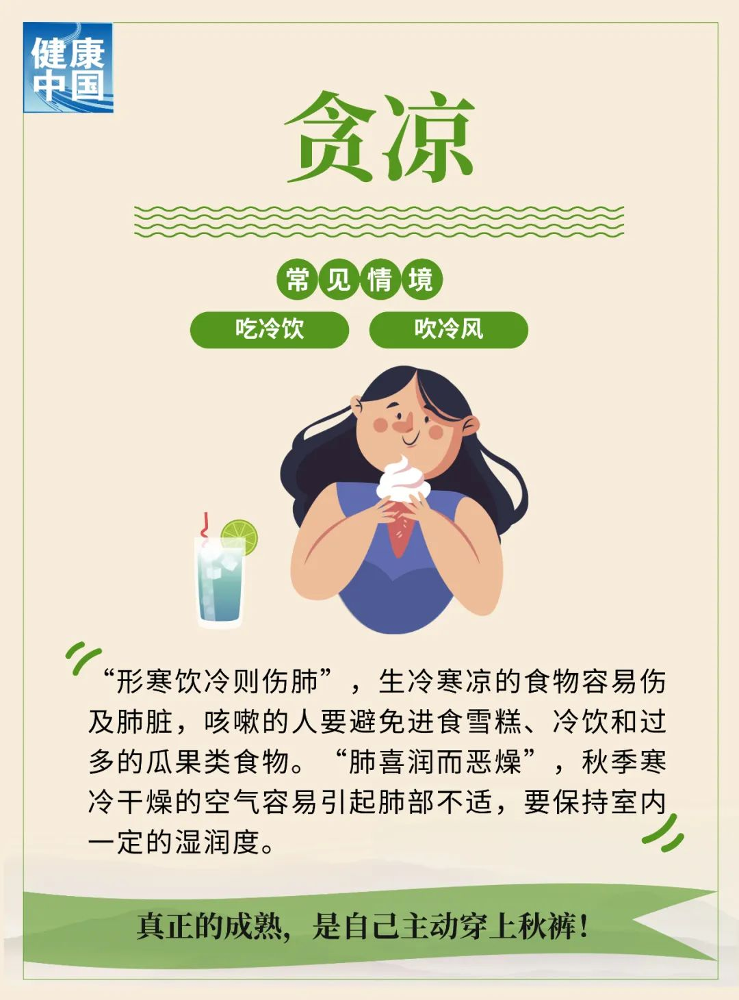 健康
中国
贪凉
常见情境
吃冷饮 吹冷风
“形寒饮冷则伤肺”，生冷寒凉的食物容易伤
及肺脏，咳嗽的人要避免进食雪糕、冷饮和过
多的瓜果类食物。“肺喜润而恶燥”，秋季寒
冷干燥的空气容易引起肺部不适，要保持室内
一定的湿润度。
真正的成熟，是自己主动穿上秋裤！